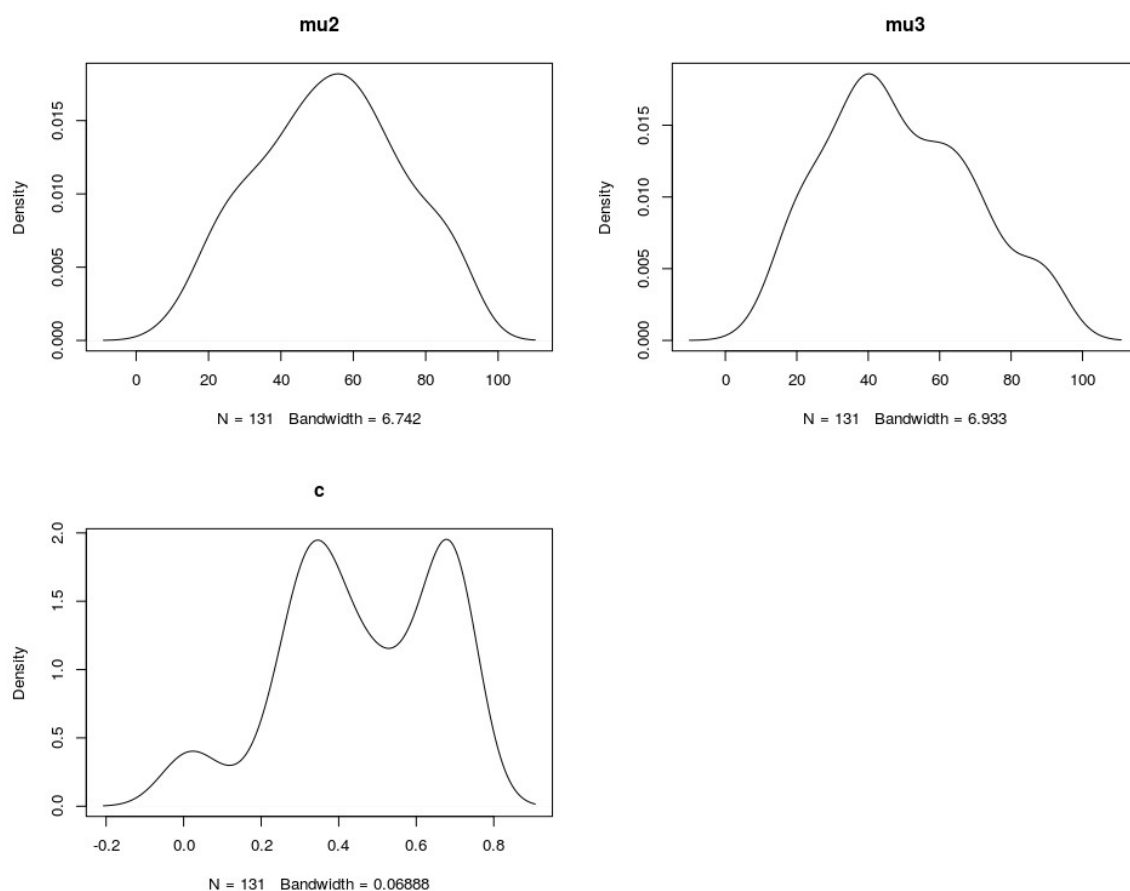 mu2
Density
0.000
0.005
0.010
0.015
0 20 40 60 80 100
N = 131 Bandwidth = 6.742
mu3
Density
0.000
0.005
0.010
0.015
0 20 40 60 80 100
N = 131 Bandwidth = 6.933
c
Density
0.0
0.5
1.0
1.5
2.0
-0.2 0.0 0.2 0.4 0.6 0.8
N = 131 Bandwidth = 0.06888